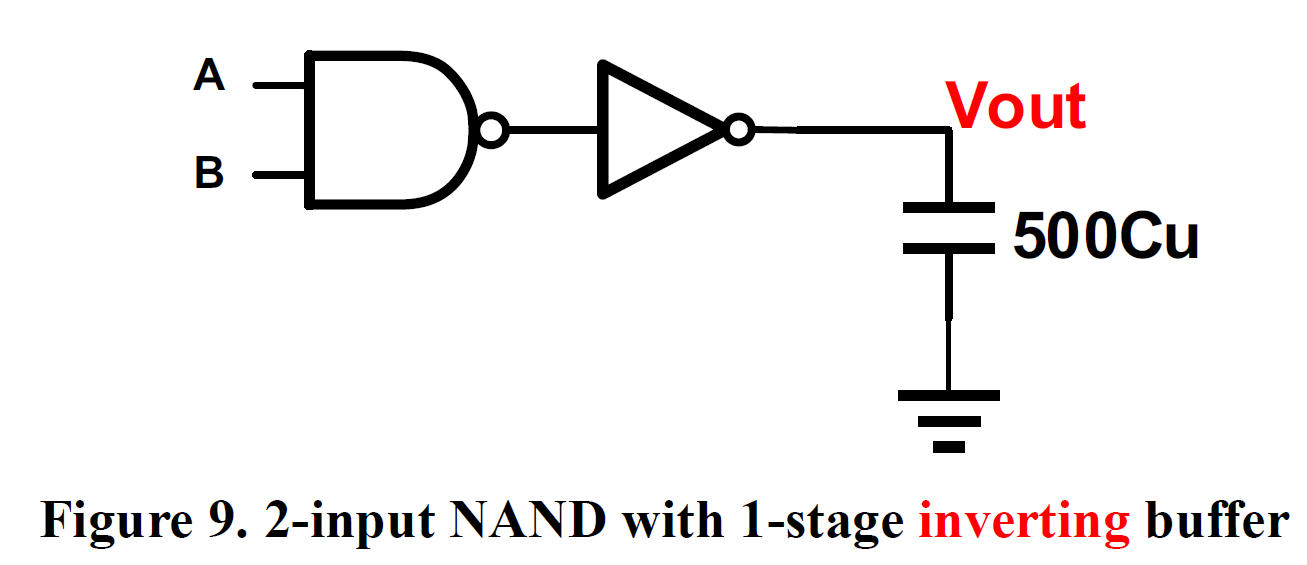 A
B
Vout
500Cu
Figure 9. 2-input NAND with 1-stage inverting buffer